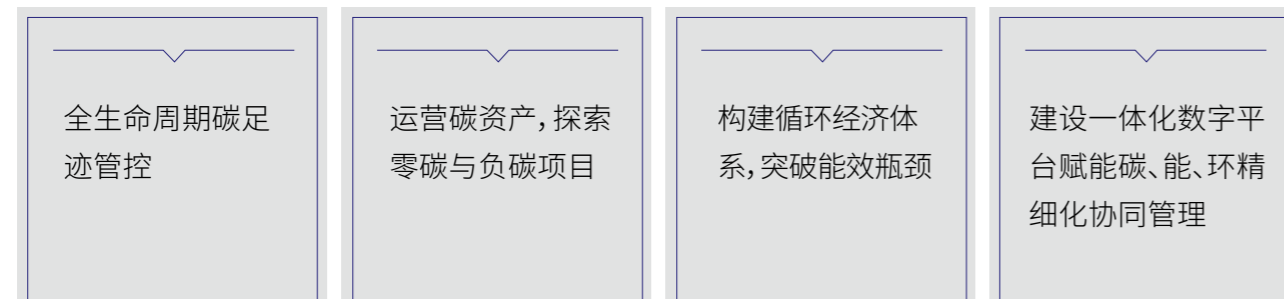 全生命周期碳足
迹管控
运营碳资产，探索
零碳与负碳项目
构建循环经济体
系，突破能效瓶颈
建设一体化数字平
台赋能碳、能、环精
细化协同管理